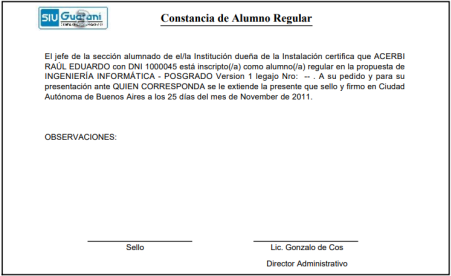 SIU Guaraní
Constancia de Alumno Regular
El jefe de la sección alumnado de el/la Institución dueña de la Instalación certifica que ACERBI
RAÚL EDUARDO con DNI 1000045 está inscripto(/a) como alumno(/a) regular en la propuesta de
INGENIERÍA INFORMÁTICA - POSGRADO Version 1 legajo Nro: -- . A su pedido y para su
presentación ante QUIEN CORRESPONDA se le extiende la presente que sello y firmo en Ciudad
Autónoma de Buenos Aires a los 25 días del mes de November de 2011.
OBSERVACIONES:
Sello
Lic. Gonzalo de Cos
Director Administrativo